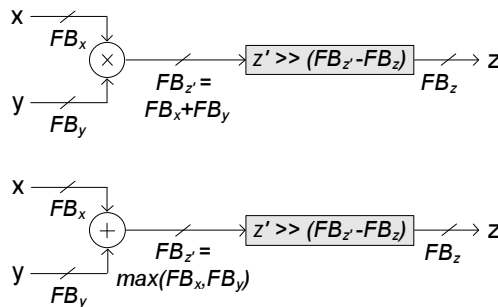 x
FB_x
×
z' >> (FB_z'-FB_z)
z
FB_z'=
FB_x+FB_y
FB_z
y
FB_y
x
FB_x
+
z' >> (FB_z'-FB_z)
z
FB_z'=
max(FB_x,FB_y)
FB_z
y
FB_y